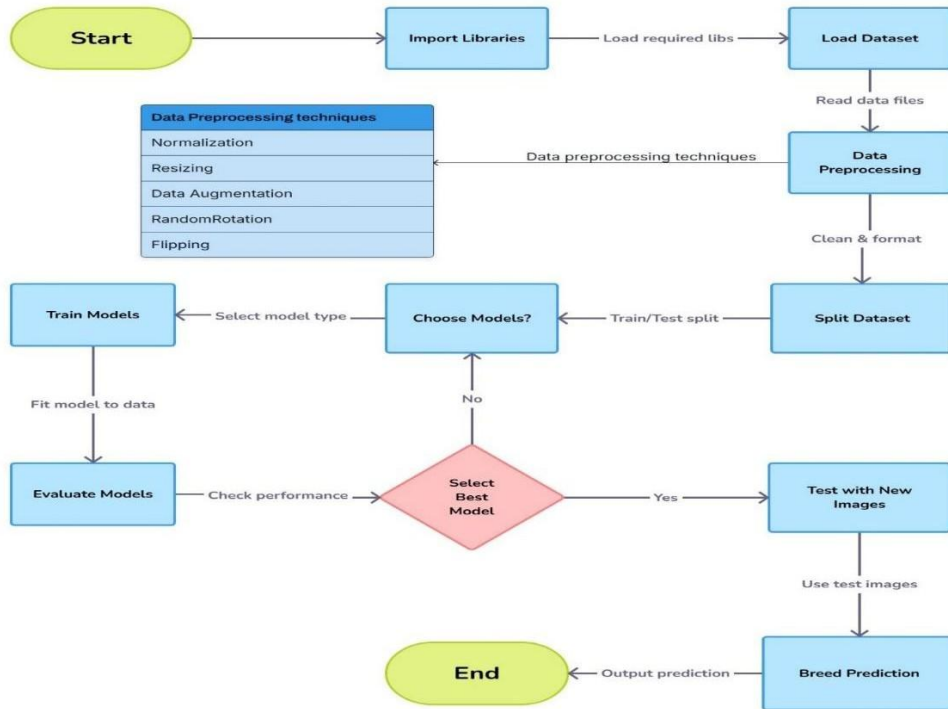 Start
Import Libraries
Load required libs
Load Dataset
Read data files
Data Preprocessing techniques
Normalization
Resizing
Data Augmentation
RandomRotation
Flipping
Data preprocessing techniques
Data
Preprocessing
Clean & format
Train Models
Select model type
Choose Models?
Train/Test split
Split Dataset
Fit model to data
No
Evaluate Models
Check performance
Select
Best
Model
Yes
Test with New
Images
Use test images
End
Output prediction
Breed Prediction